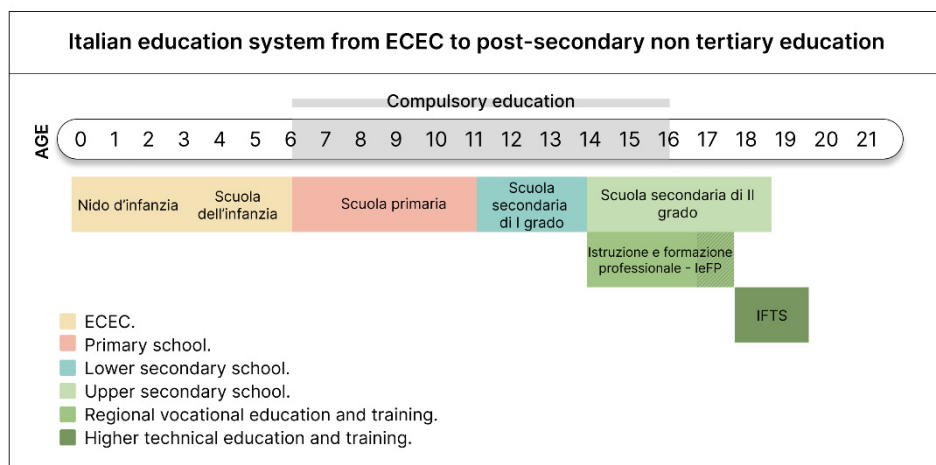 Italian education system from ECEC to post-secondary non tertiary education
Compulsory education
AGE
0 1 2 3 4 5 6 7 8 9 10 11 12 13 14 15 16 17 18 19 20 21
Nido d'infanzia
Scuola
dell'infanzia
Scuola primaria
Scuola
secondaria
di I grado
Scuola secondaria di II
grado
Istruzione e formazione
professionale - IeFP
IFTS
ECEC.
Primary school.
Lower secondary school.
Upper secondary school.
Regional vocational education and training.
Higher technical education and training.